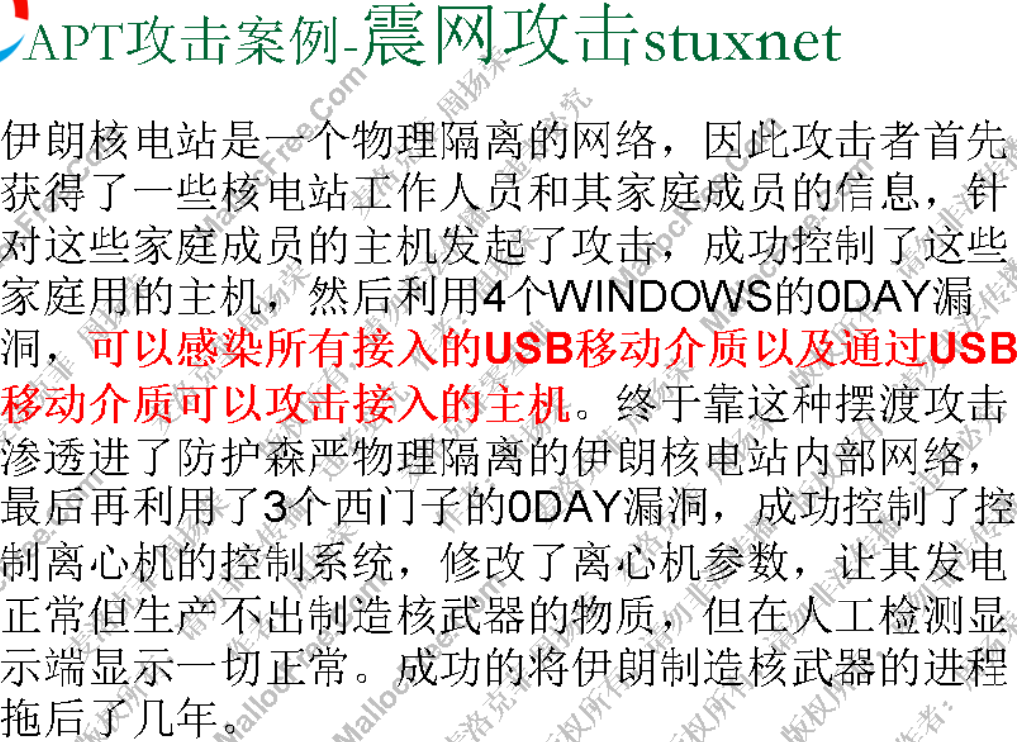 APT攻击案例-震网攻击stuxnet
伊朗核电站是一个物理隔离的网络，因此攻击者首先
获得了一些核电站工作人员和其家庭成员的信息，针
对这些家庭成员的主机发起了攻击，成功控制了这些
家庭用的主机，然后利用4个WINDOWS的0DAY漏
洞，可以感染所有接入的USB移动介质以及通过USB
移动介质可以攻击接入的主机。终于靠这种摆渡攻击
渗透进了防护森严物理隔离的伊朗核电站内部网络，
最后再利用了3个西门子的0DAY漏洞，成功控制了控
制离心机的控制系统，修改了离心机参数，让其发电
正常但生产不出制造核武器的物质，但在人工检测显
示端显示一切正常。成功的将伊朗制造核武器的进程
拖后了几年。